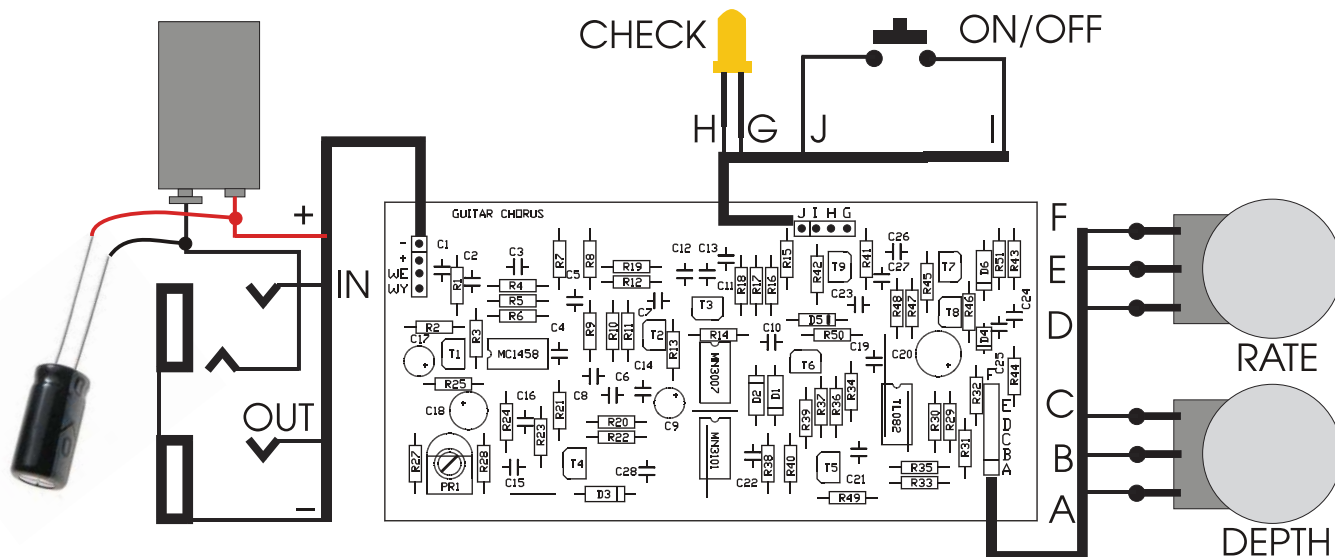 CHECK
ON/OFF
H G J I
+
IN
OUT
−
GUITAR CHORUS
-
+
WE
WY
J I H G
C1
C2
C3
R1
R4
R5
R6
R2
R3
C17
T1
MC1458
C4
C5
R7
R8
R19
R12
C7
R9
R10
R11
T2
R13
R25
C18
R24
C16
R23
R21
C8
C6
C14
C9
R20
R22
R27
PR1
R28
C15
T4
C28
D3
C12
C13
C11
T3
R18
R17
R16
R15
R14
C10
MN3007
MN3101
D2
D1
C22
R38
R40
R42
T9
R41
C26
C27
C23
D5
R50
T6
C19
R39
R37
R36
R34
T5
C21
R49
R48
R47
R45
T7
T8
R46
D6
R51
R43
C24
D4
C20
C25
R44
TL082
R32
R30
R29
R31
R35
R33
F
E
D
C
B
A
F
E
D
RATE
C
B
A
DEPTH